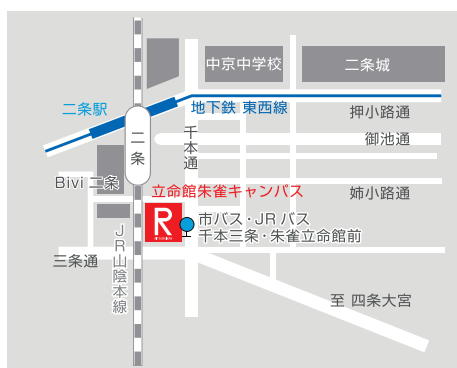 中京中学校
二条城
二条駅
地下鉄 東西線
押小路通
二条
千本通
御池通
Bivi 二条
立命館朱雀キャンパス
姉小路通
R
市バス・JRバス
千本三条・朱雀立命館前
JR山陰本線
三条通
至 四条大宮